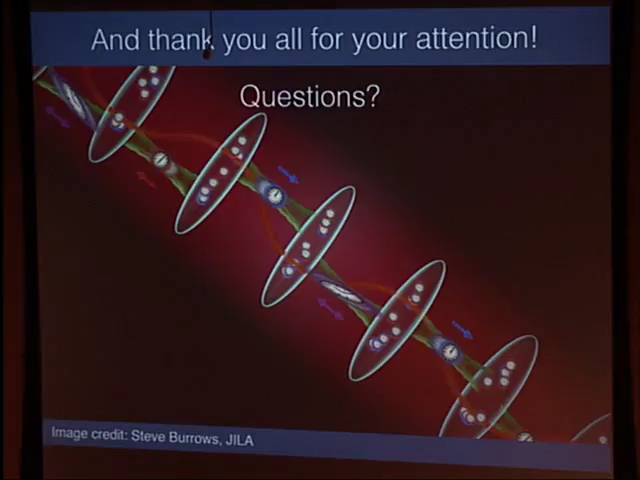 And thank you all for your attention!
Questions?
Image credit: Steve Burrows, JILA